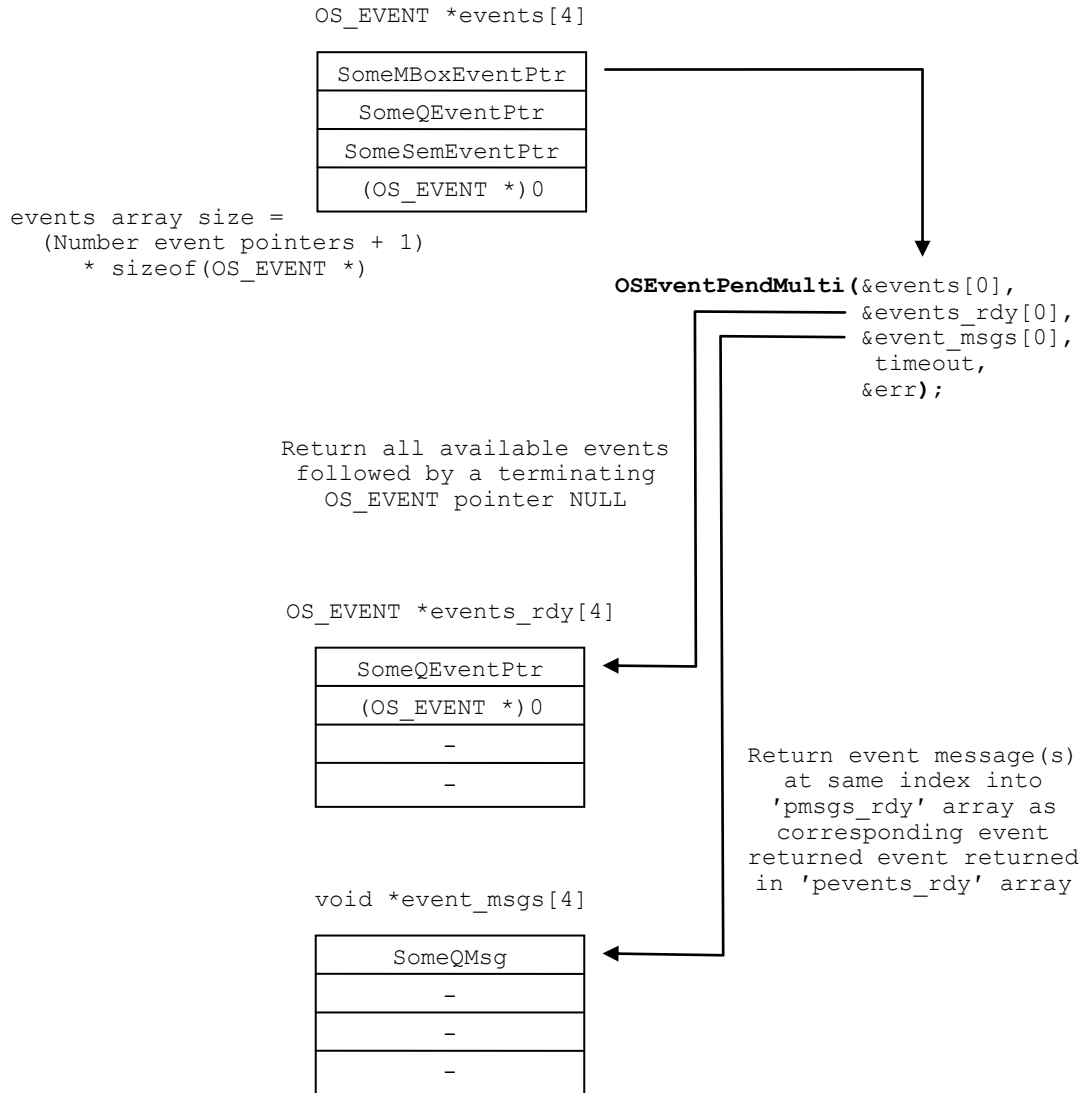 OS_EVENT *events[4]
SomeMBoxEventPtr
SomeQEventPtr
SomeSemEventPtr
(OS_EVENT *)0
events array size =
(Number event pointers + 1)
* sizeof(OS_EVENT *)
OSEventPendMulti(&events[0],
&events_rdy[0],
&event_msgs[0],
timeout,
&err);
Return all available events
followed by a terminating
OS_EVENT pointer NULL
OS_EVENT *events_rdy[4]
SomeQEventPtr
(OS_EVENT *)0
-
-
Return event message(s)
at same index into
'pmsgs_rdy' array as
corresponding event
returned event returned
in 'pevents_rdy' array
void *event_msgs[4]
SomeQMsg
-
-
-